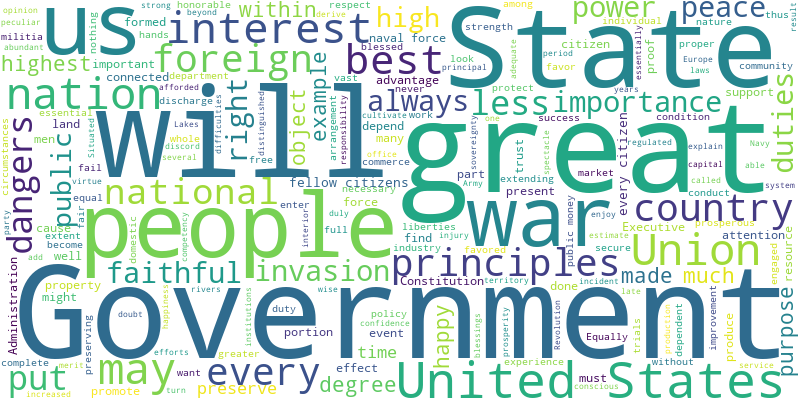 opinion
strong
honorable
beyond
respect
among
power
peace
thus
strength
individual
nature
result
peculiar
formed
derive
us
interest
within
State
militia
nothing
hands
naval force
citizen
proof
favor
proper
essentially
abundant
important
high
look
period
Europe
community
highest
foreign
best
principal
adequate
laws
connected
department
blessed
vast
protect
years
afforded
advantage
support
nation
discharge
always
less
importance
duties
essential
right
example
never
cultivate
work
success
condition
land
Lakes
difficulties
arrangement
responsibility
depend
one
sovereignty
will
great
Situated
whole
distinguished
object
many
spectacle
regulated
explain
Navy
circumstances
dangers
men
discord
several
free
office
trust
every citizen
market
capital
able
public
fail
commerce
extending
called
system
virtue
national
fellow citizens
part
Army
present
conduct
party
equal
people
enter
necessary
force
war
country
fair
cause
domestic
duly
liberties
public money
enjoy
estimate
prosperous
extent
competency
interior
full
find
injury
Executive
attention
add
become
industry
favored
secure
Union
resource
Administration
well
faithful
invasion
principles
made
much
engaged
purpose
property
Constitution
territory
done
incident
late
might
Government
rivers
wise
policy
happy
Revolution
trials
production
dependent
improvement
produce
doubt
happiness
institutions
duty
confidence
blessings
prosperity
Equally
preserving
portion
event
experience
without
complete
efforts
greater
want
effect
time
must
service
put
may
every
degree
United States
merit
promote
turn
preserve
conscious
increased